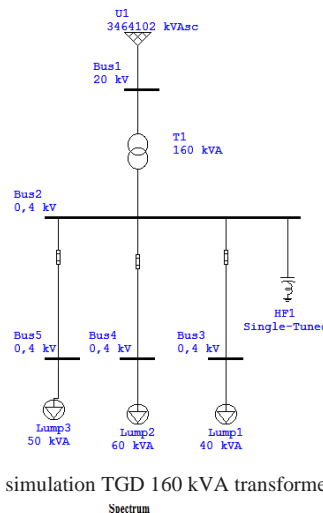 U1
3464102 kVAsc
Bus1
20 kV
T1
160 kVA
Bus2
0,4 kV
HF1
Single-Tuned
Bus5
0,4 kV
Bus4
0,4 kV
Bus3
0,4 kV
Lump3
50 kVA
Lump2
60 kVA
Lump1
40 kVA
simulation TGD 160 kVA
Spectrum